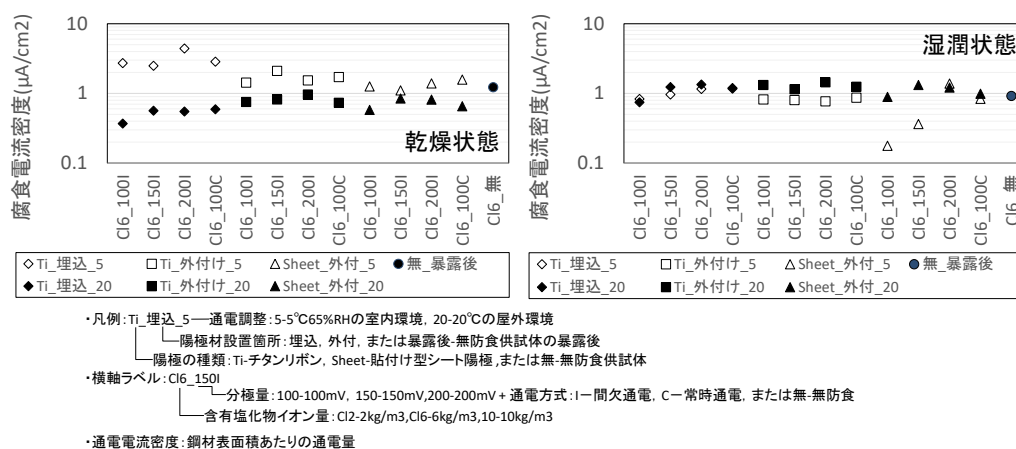 腐食電流密度(μA/cm2)
10
1
0.1
乾燥状態
Cl6_100I
Cl6_150I
Cl6_200I
Cl6_100C
Cl6_100I
Cl6_150I
Cl6_200I
Cl6_100C
Cl6_100I
Cl6_150I
Cl6_200I
Cl6_100C
Cl6_無
◇Ti_埋込_5 □Ti_外付け_5 △Sheet_外付_5 ●無_暴露後
◆Ti_埋込_20 ■Ti_外付け_20 ▲Sheet_外付_20
腐食電流密度(μA/cm2)
10
1
0.1
湿潤状態
Cl6_100I
Cl6_150I
Cl6_200I
Cl6_100C
Cl6_100I
Cl6_150I
Cl6_200I
Cl6_100C
Cl6_100I
Cl6_150I
Cl6_200I
Cl6_100C
Cl6_無
◇Ti_埋込_5 □Ti_外付け_5 △Sheet_外付_5 ●無_暴露後
◆Ti_埋込_20 ■Ti_外付け_20 ▲Sheet_外付_20
・凡例:Ti_埋込_5―通電調整:5-5℃65%RHの室内環境, 20-20℃の屋外環境
陽極材設置箇所:埋込, 外付, または暴露後-無防食供試体の暴露後
陽極の種類:Ti-チタンリボン, Sheet-貼付け型シート陽極,または無-無防食供試体
・横軸ラベル:Cl6_150I
分極量:100-100mV, 150-150mV,200-200mV+通電方式:I-間欠通電, C-常時通電, または無-無防食
含有塩化物イオン量:Cl2-2kg/m3,Cl6-6kg/m3,10-10kg/m3
・通電電流密度:鋼材表面積あたりの通電量